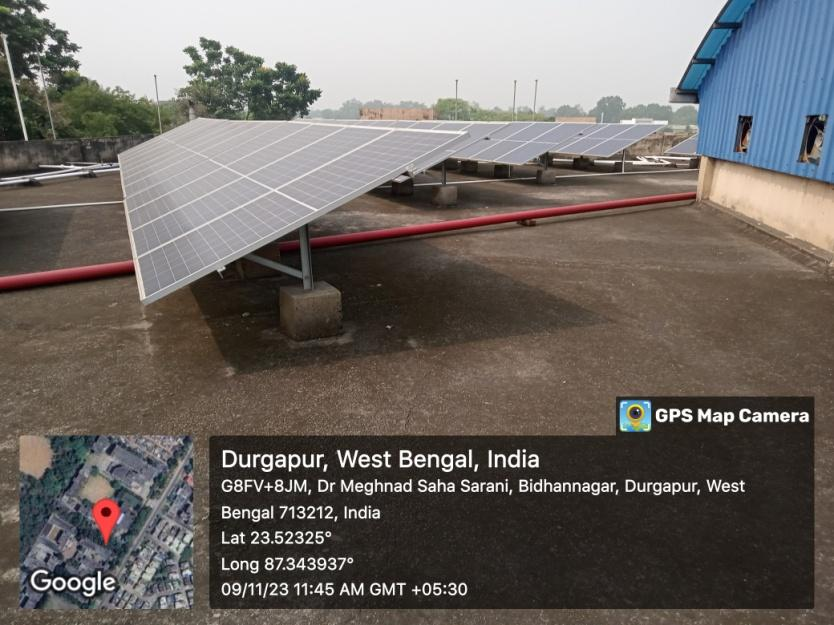 GPS Map Camera
Durgapur, West Bengal, India
G8FV+8JM, Dr Meghnad Saha Sarani, Bidhannagar, Durgapur, West
Bengal 713212, India
Lat 23.52325°
Long 87.343937°
09/11/23 11:45 AM GMT +05:30
Google